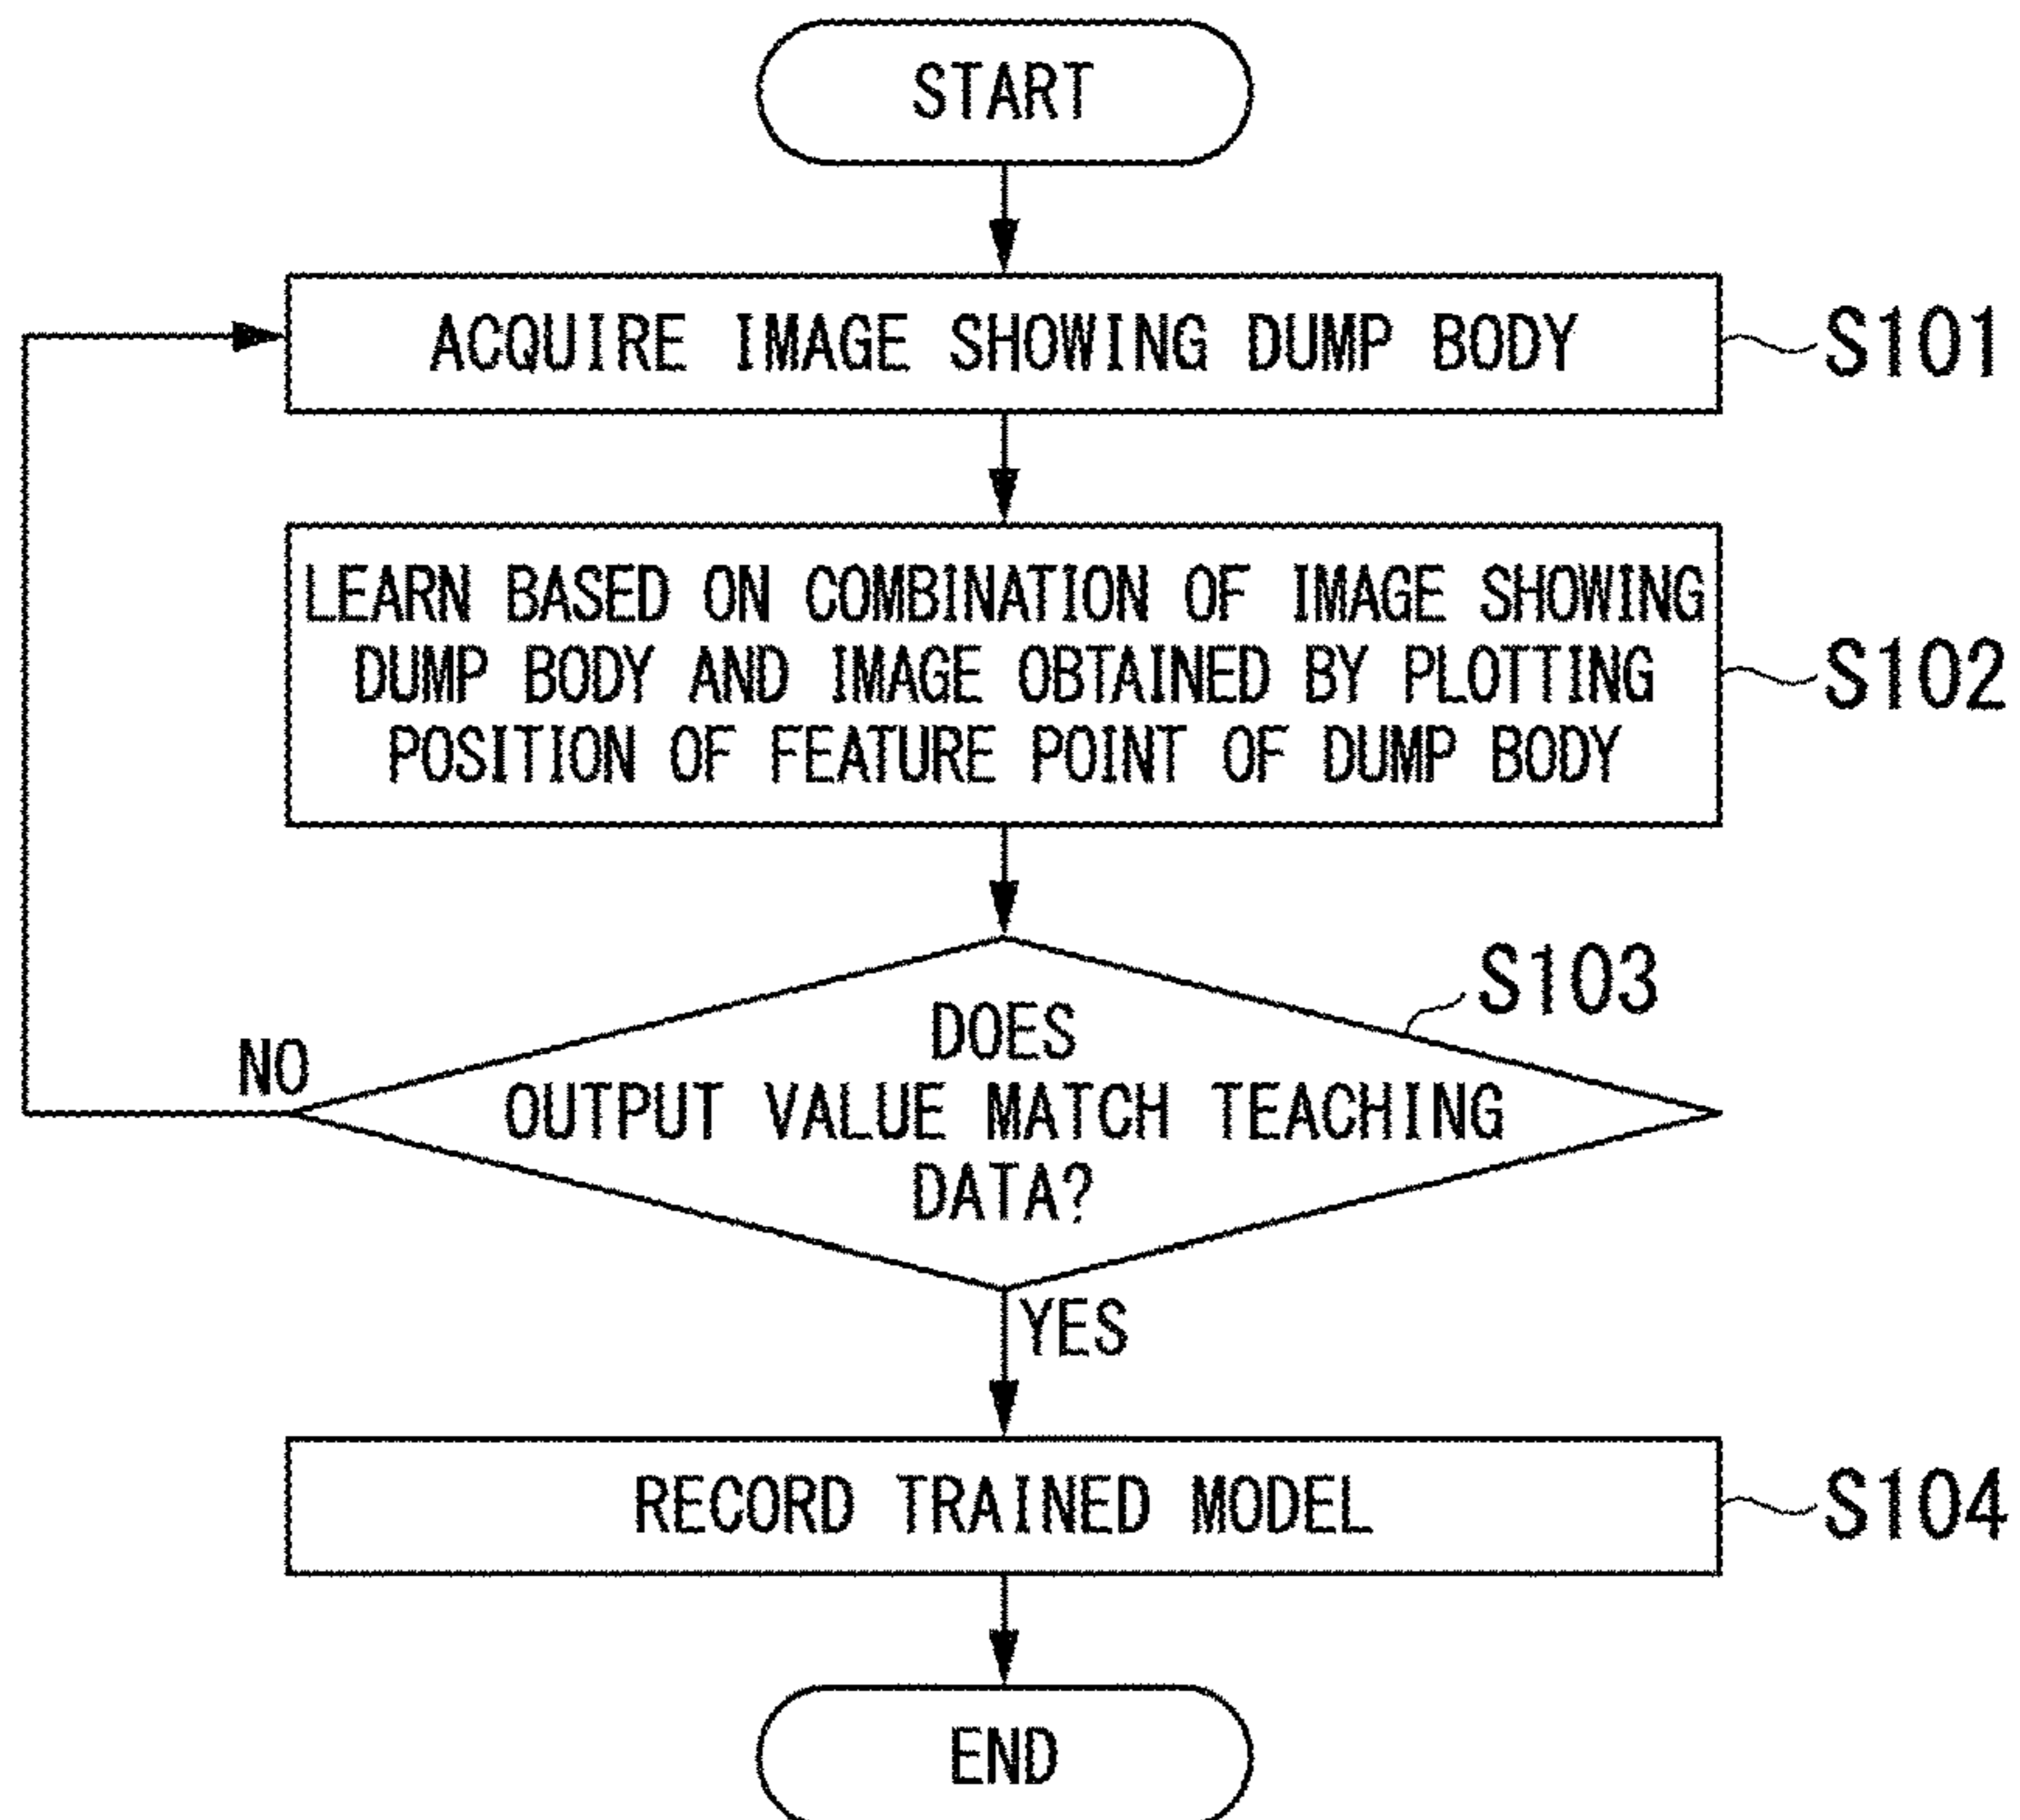 START
ACQUIRE IMAGE SHOWING DUMP BODY
S101
LEARN BASED ON COMBINATION OF IMAGE SHOWING
DUMP BODY AND IMAGE OBTAINED BY PLOTTING
POSITION OF FEATURE POINT OF DUMP BODY
S102
S103
DOES
OUTPUT VALUE MATCH TEACHING
DATA?
NO
YES
RECORD TRAINED MODEL
S104
END